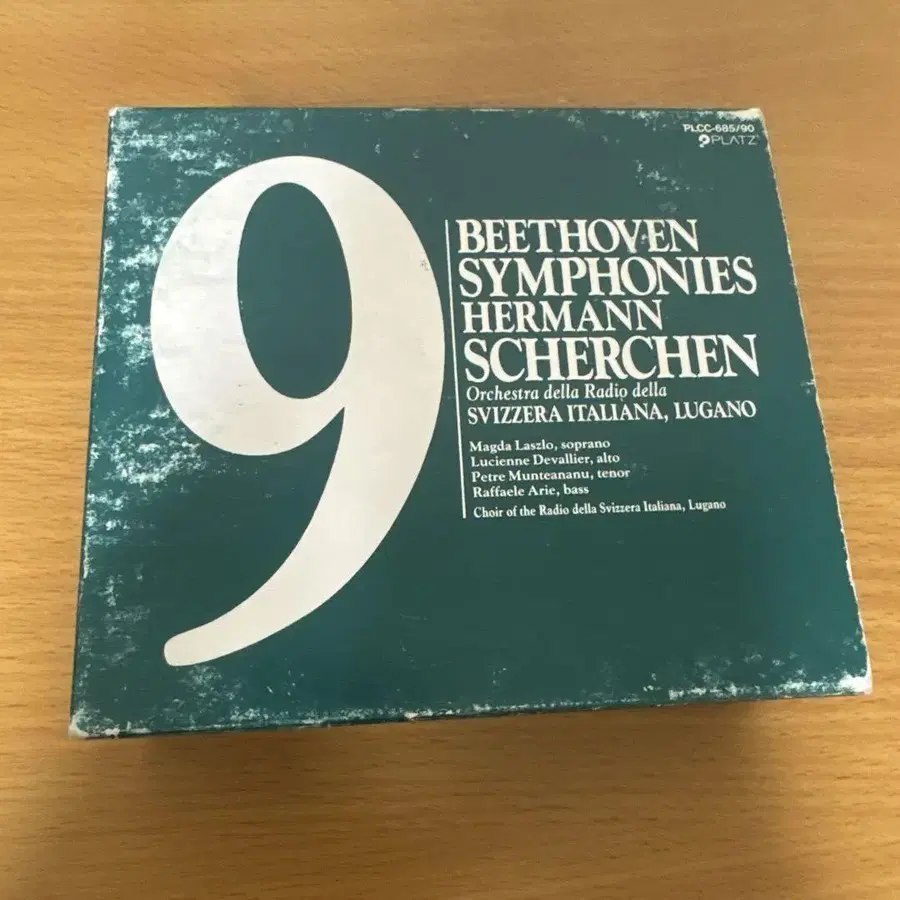 PLCC-685/90
PLATZ
9
BEETHOVEN
SYMPHONIES
HERMANN
SCHERCHEN
Orchestra della Radio della
SVIZZERA ITALIANA, LUGANO
Magda Laszlo, soprano
Lucienne Devallier, alto
Petre Munteananu, tenor
Raffaele Arie, bass
Choir of the Radio della Svizzera Italiana, Lugano